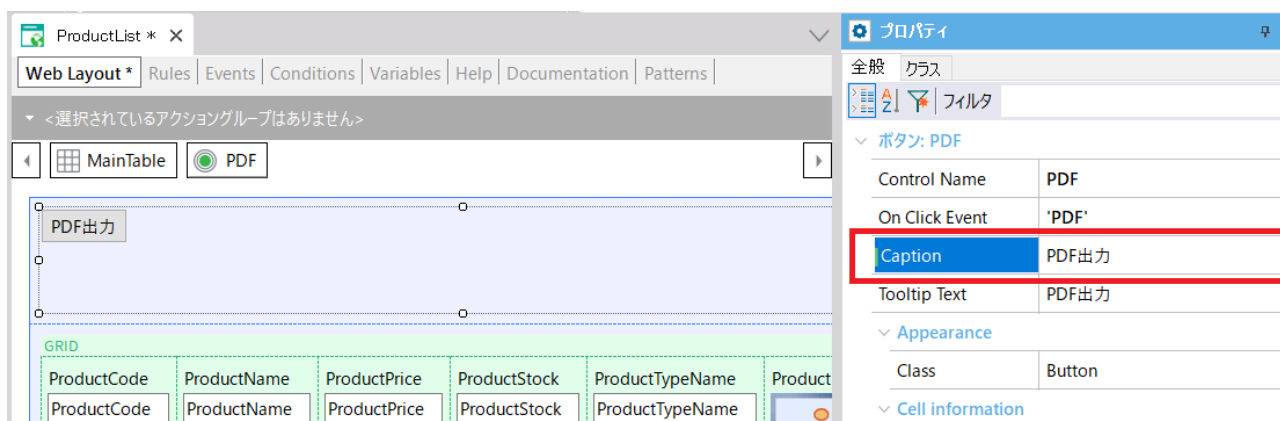 ProductList *
Web Layout * Rules Events Conditions Variables Help Documentation Patterns
<選択されているアクショングループはありません>
MainTable PDF
PDF出力
GRID
ProductCode ProductName ProductPrice ProductStock ProductTypeName Product
ProductCode ProductName ProductPrice ProductStock ProductTypeName
プロパティ
全般 クラス
フィルタ
ボタン: PDF
Control Name PDF
On Click Event 'PDF'
Caption PDF出力
Tooltip Text PDF出力
Appearance
Class Button
Cell information